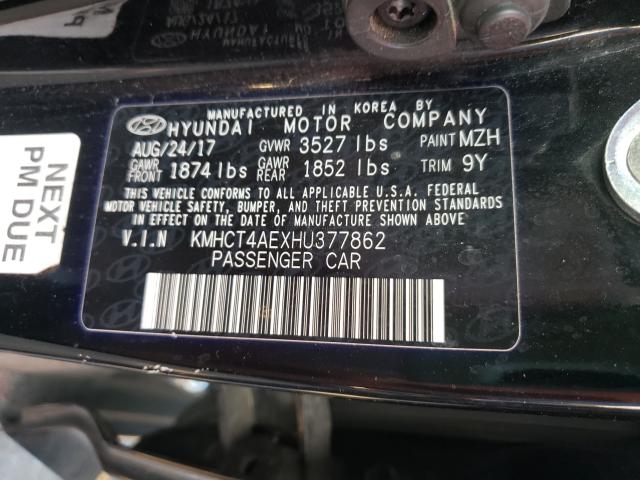 MANUFACTURED IN KOREA BY
HYUNDAI MOTOR COMPANY
AUG/24/17 GVWR 3527 lbs PAINT MZH
GAWR FRONT 1874 lbs GAWR REAR 1852 lbs TRIM 9Y
THIS VEHICLE CONFORMS TO ALL APPLICABLE U.S.A. FEDERAL
MOTOR VEHICLE SAFETY, BUMPER, AND THEFT PREVENTION STANDARDS
IN EFFECT ON THE DATE OF MANUFACTURE SHOWN ABOVE.
V.I.N KMHCT4AEXHU377862
PASSENGER CAR
NEXT
PM DUE
HYUNDAI